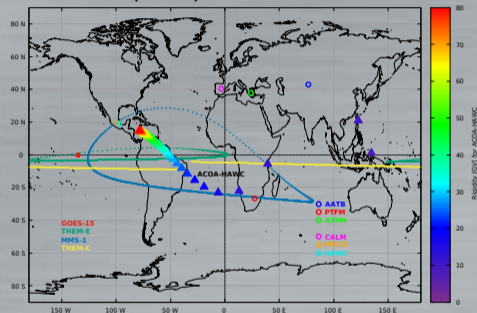 80 N
60 N
40 N
20 N
0
20 S
40 S
60 S
80 S
150 W
100 W
50 W
0
50 E
100 E
150 E
ACOA-HAWC
GOES-15
THEM-E
MMS-1
THEM-C
AATB
PTFM
ATHN
CALM
80
70
60
50
40
30
20
10
0
Rigidity (GV) for ACOA-HAWC